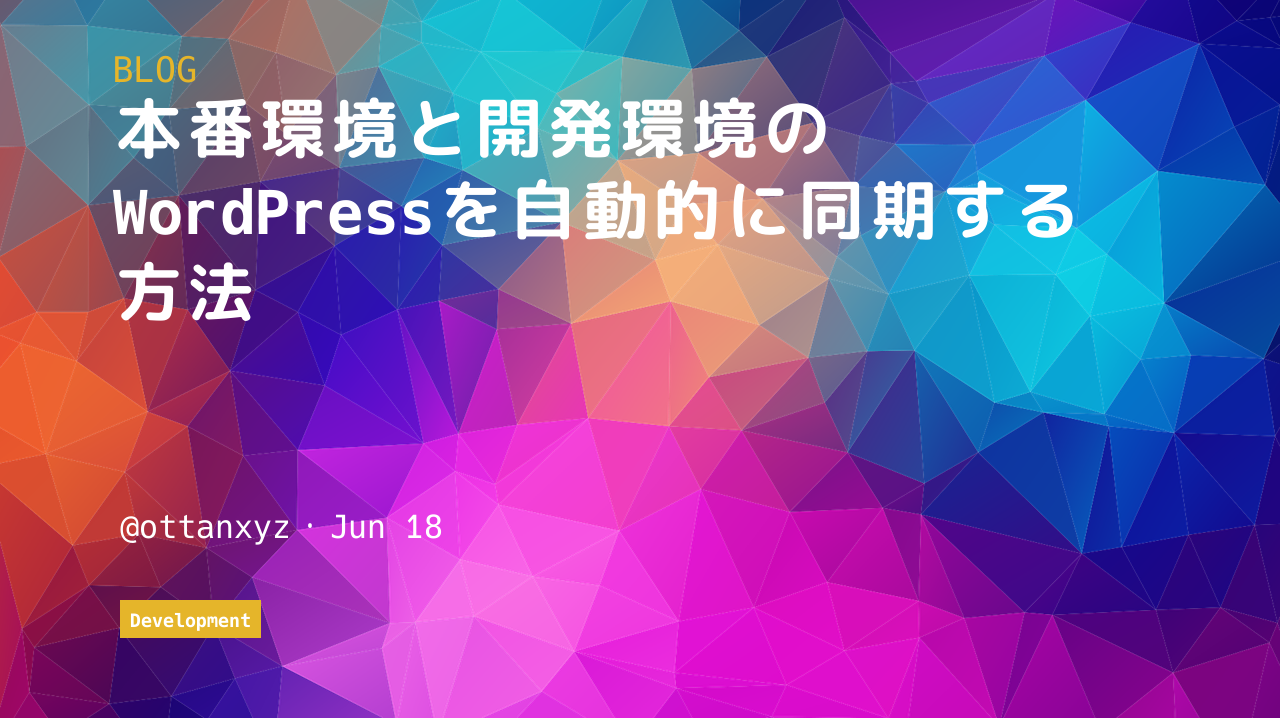 BLOG
本番環境と開発環境の
WordPressを自動的に同期する
方法
@ottanxyz・Jun 18
Development